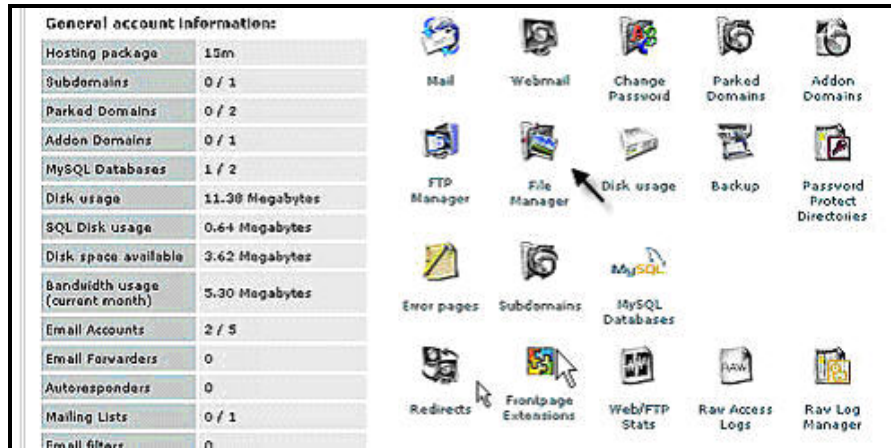 General account information:
Hosting package 15m
Subdomains 0 / 1
Parked Domains 0 / 2
Addon Domains 0 / 1
MySQL Databases 1 / 2
Disk usage 11.38 Megabytes
SQL Disk usage 0.64 Megabytes
Disk space available 3.62 Megabytes
Bandwidth usage
(current month) 5.30 Megabytes
Email Accounts 2 / 5
Email Forwarders 0
Autoresponders 0
Mailing Lists 0 / 1
Email filters 0
Mail Webmail Change Parked Addon
Password Domains Domains
FTP File Disk usage Backup Password
Manager Manager Protect
Directories
MySQL
Error pages Subdomains MySQL
Databases
RAW
Redirects Frontpage Web/FTP Raw Access Raw Log
Extensions Stats Logs Manager